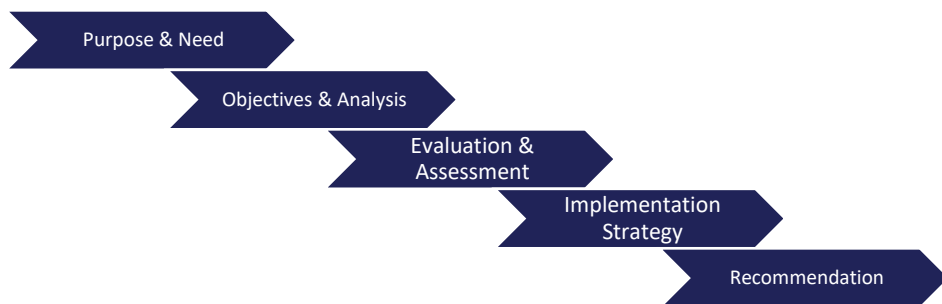 Purpose & Need
Objectives & Analysis
Evaluation &
Assessment
Implementation
Strategy
Recommendation